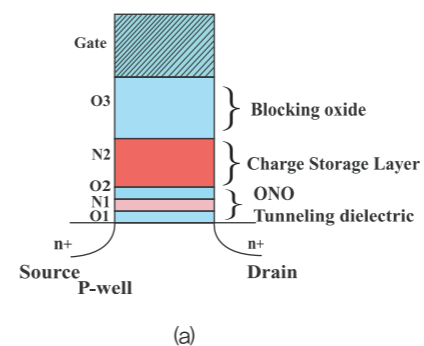 Gate
O3
Blocking oxide
N2
Charge Storage Layer
O2
ONO
N1
Tunneling dielectric
O1
n+
n+
Source
Drain
P-well
(a)